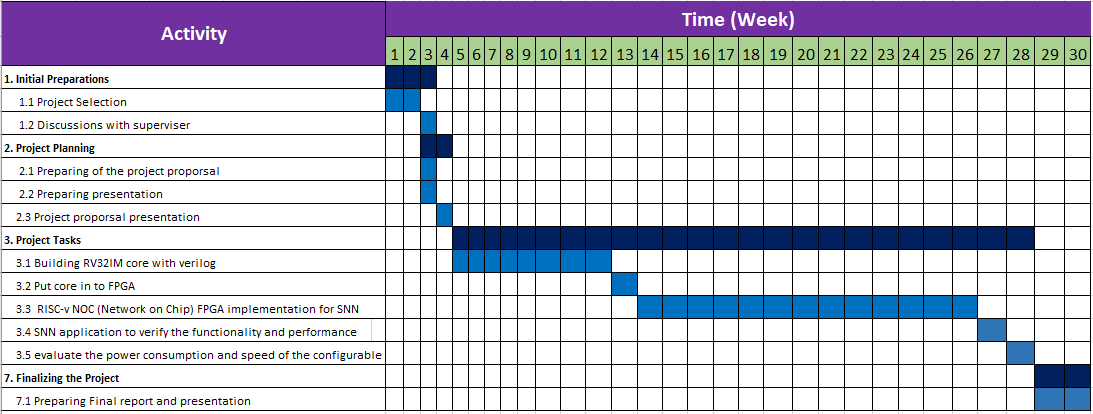 Activity
Time (Week)
1 2 3 4 5 6 7 8 9 10 11 12 13 14 15 16 17 18 19 20 21 22 23 24 25 26 27 28 29 30
1. Initial Preparations
1.1 Project Selection
1.2 Discussions with superviser
2. Project Planning
2.1 Preparing of the project proporsal
2.2 Preparing presentation
2.3 Project proporsal presentation
3. Project Tasks
3.1 Building RV32IM core with verilog
3.2 Put core in to FPGA
3.3 RISC-v NOC (Network on Chip) FPGA implementation for SNN
3.4 SNN application to verify the functionality and performance
3.5 evaluate the power consumption and speed of the configurable
7. Finalizing the Project
7.1 Preparing Final report and presentation